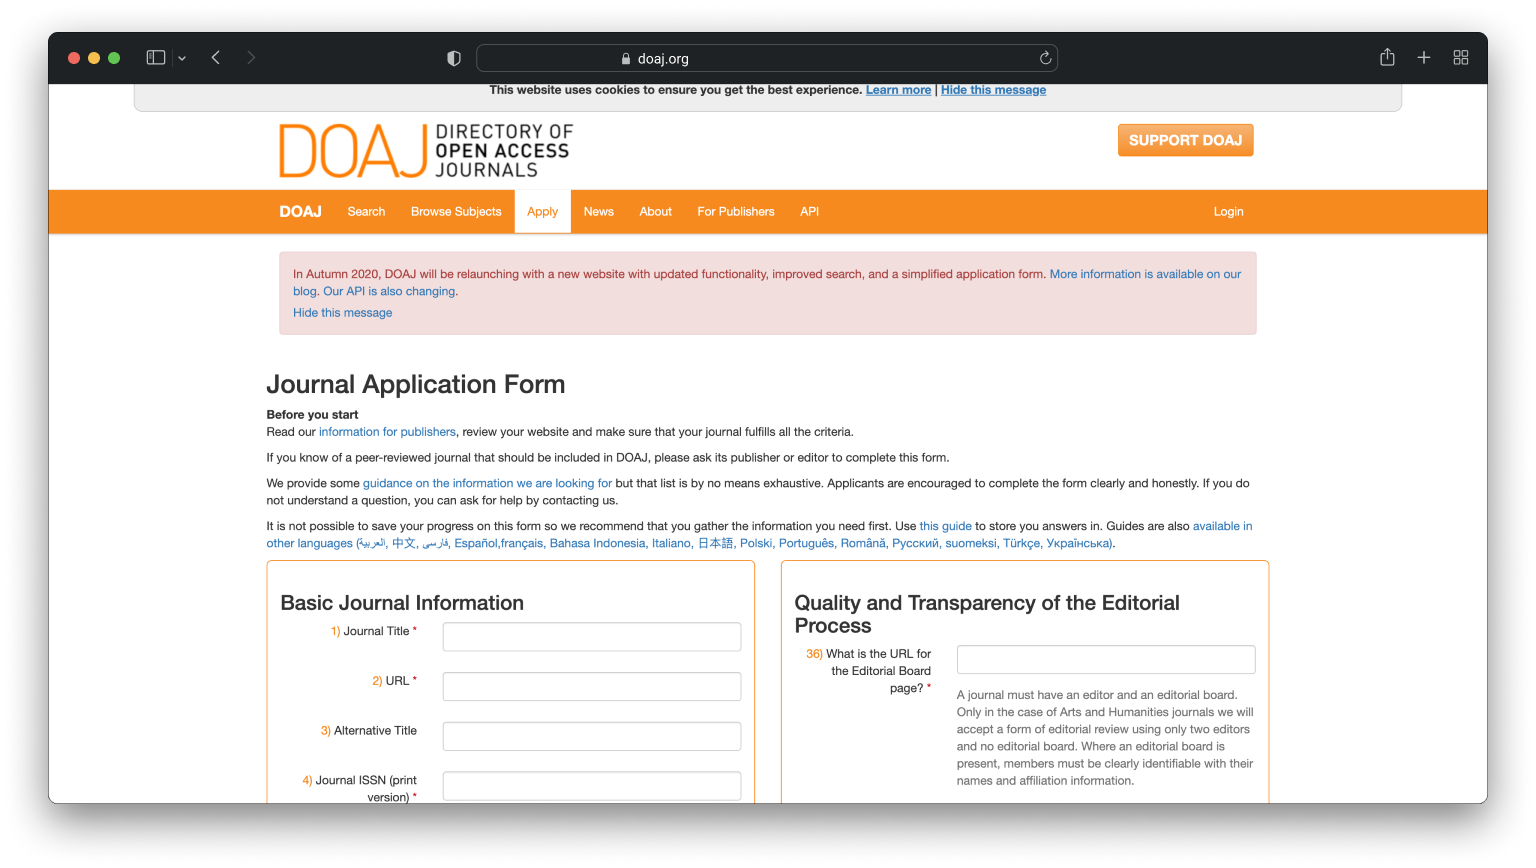 doaj.org
This website uses cookies to ensure you get the best experience. Learn more | Hide this message
DOAJ DIRECTORY OF
OPEN ACCESS
JOURNALS
SUPPORT DOAJ
DOAJ Search Browse Subjects Apply News About For Publishers API Login
In Autumn 2020, DOAJ will be relaunching with a new website with updated functionality, improved search, and a simplified application form. More information is available on our
blog. Our API is also changing.
Hide this message
Journal Application Form
Before you start
Read our information for publishers, review your website and make sure that your journal fulfills all the criteria.
If you know of a peer-reviewed journal that should be included in DOAJ, please ask its publisher or editor to complete this form.
We provide some guidance on the information we are looking for but that list is by no means exhaustive. Applicants are encouraged to complete the form clearly and honestly. If you do
not understand a question, you can ask for help by contacting us.
It is not possible to save your progress on this form so we recommend that you gather the information you need first. Use this guide to store you answers in. Guides are also available in
other languages (العربية, 中文, فارسی, Español,français, Bahasa Indonesia, Italiano, 日本語, Polski, Português, Română, Русский, suomeksi, Türkçe, Українська).
Basic Journal Information
1) Journal Title *
2) URL *
3) Alternative Title
4) Journal ISSN (print
version) *
Quality and Transparency of the Editorial
Process
36) What is the URL for
the Editorial Board
page? *
A journal must have an editor and an editorial board.
Only in the case of Arts and Humanities journals we will
accept a form of editorial review using only two editors
and no editorial board. Where an editorial board is
present, members must be clearly identifiable with their
names and affiliation information.